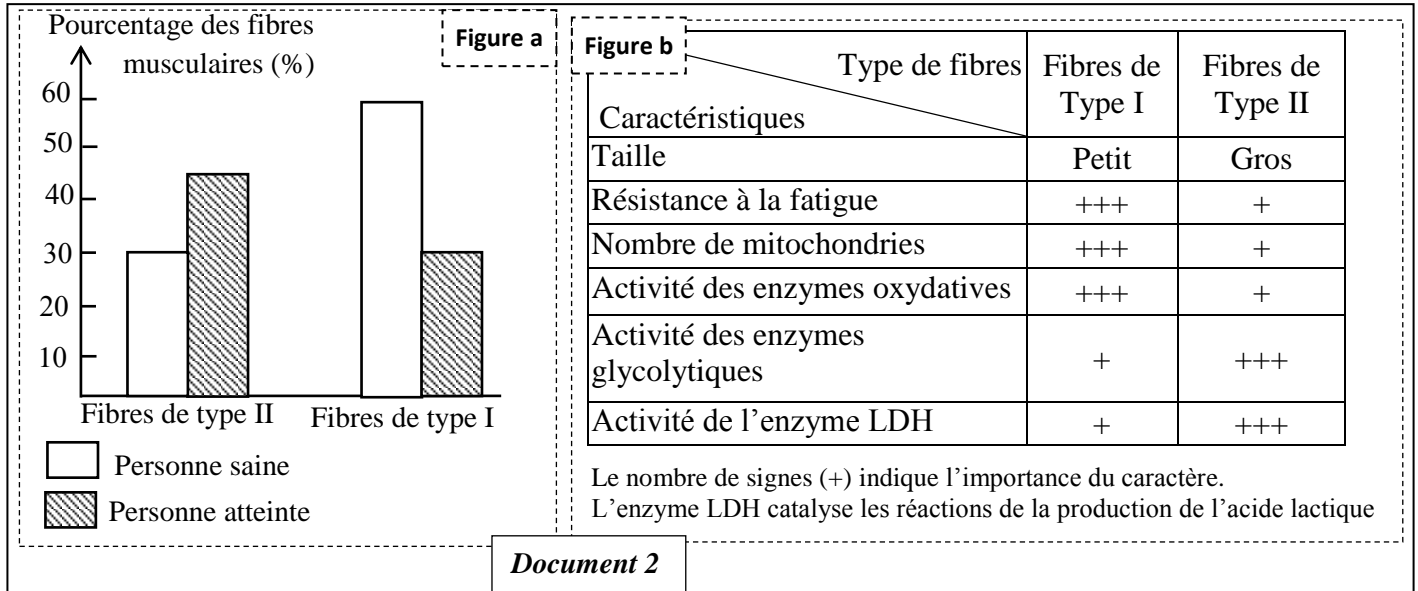 Pourcentage des fibres
musculaires (%)
Figure a
60
50
40
30
20
10
Fibres de type II
Fibres de type I
Personne saine
Personne atteinte
Figure b
Type de fibres
Caractéristiques
Fibres de
Type I
Fibres de
Type II
Taille Petit Gros
Résistance à la fatigue +++ +
Nombre de mitochondries +++ +
Activité des enzymes oxydatives +++ +
Activité des enzymes
glycolytiques + +++
Activité de l’enzyme LDH + +++
Le nombre de signes (+) indique l’importance du caractère.
L’enzyme LDH catalyse les réactions de la production de l’acide lactique
Document 2